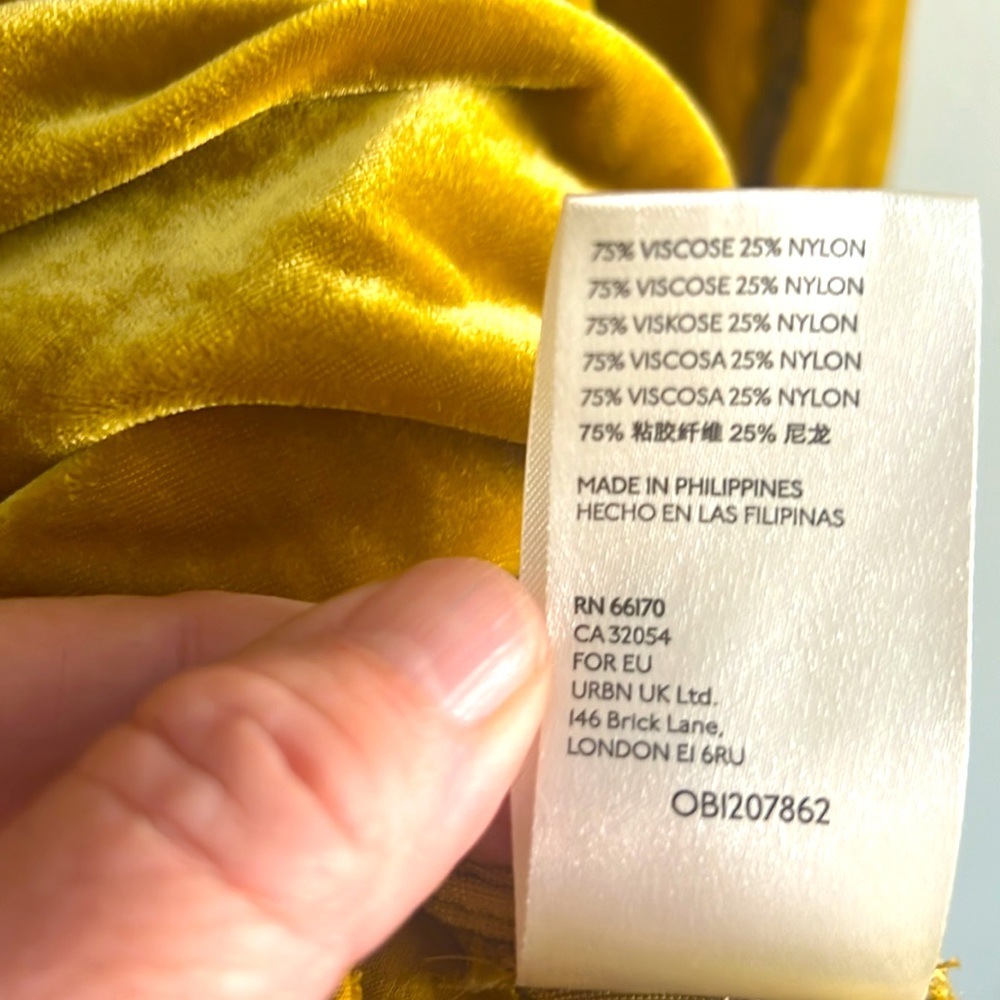 75% VISCOSE 25% NYLON
75% VISCOSE 25% NYLON
75% VISKOSE 25% NYLON
75% VISCOSA 25% NYLON
75% VISCOSA 25% NYLON
75% 粘胶纤维 25% 尼龙
MADE IN PHILIPPINES
HECHO EN LAS FILIPINAS
RN 66170
CA 32054
FOR EU
URBN UK Ltd.
146 Brick Lane,
LONDON E1 6RU
OB1207862